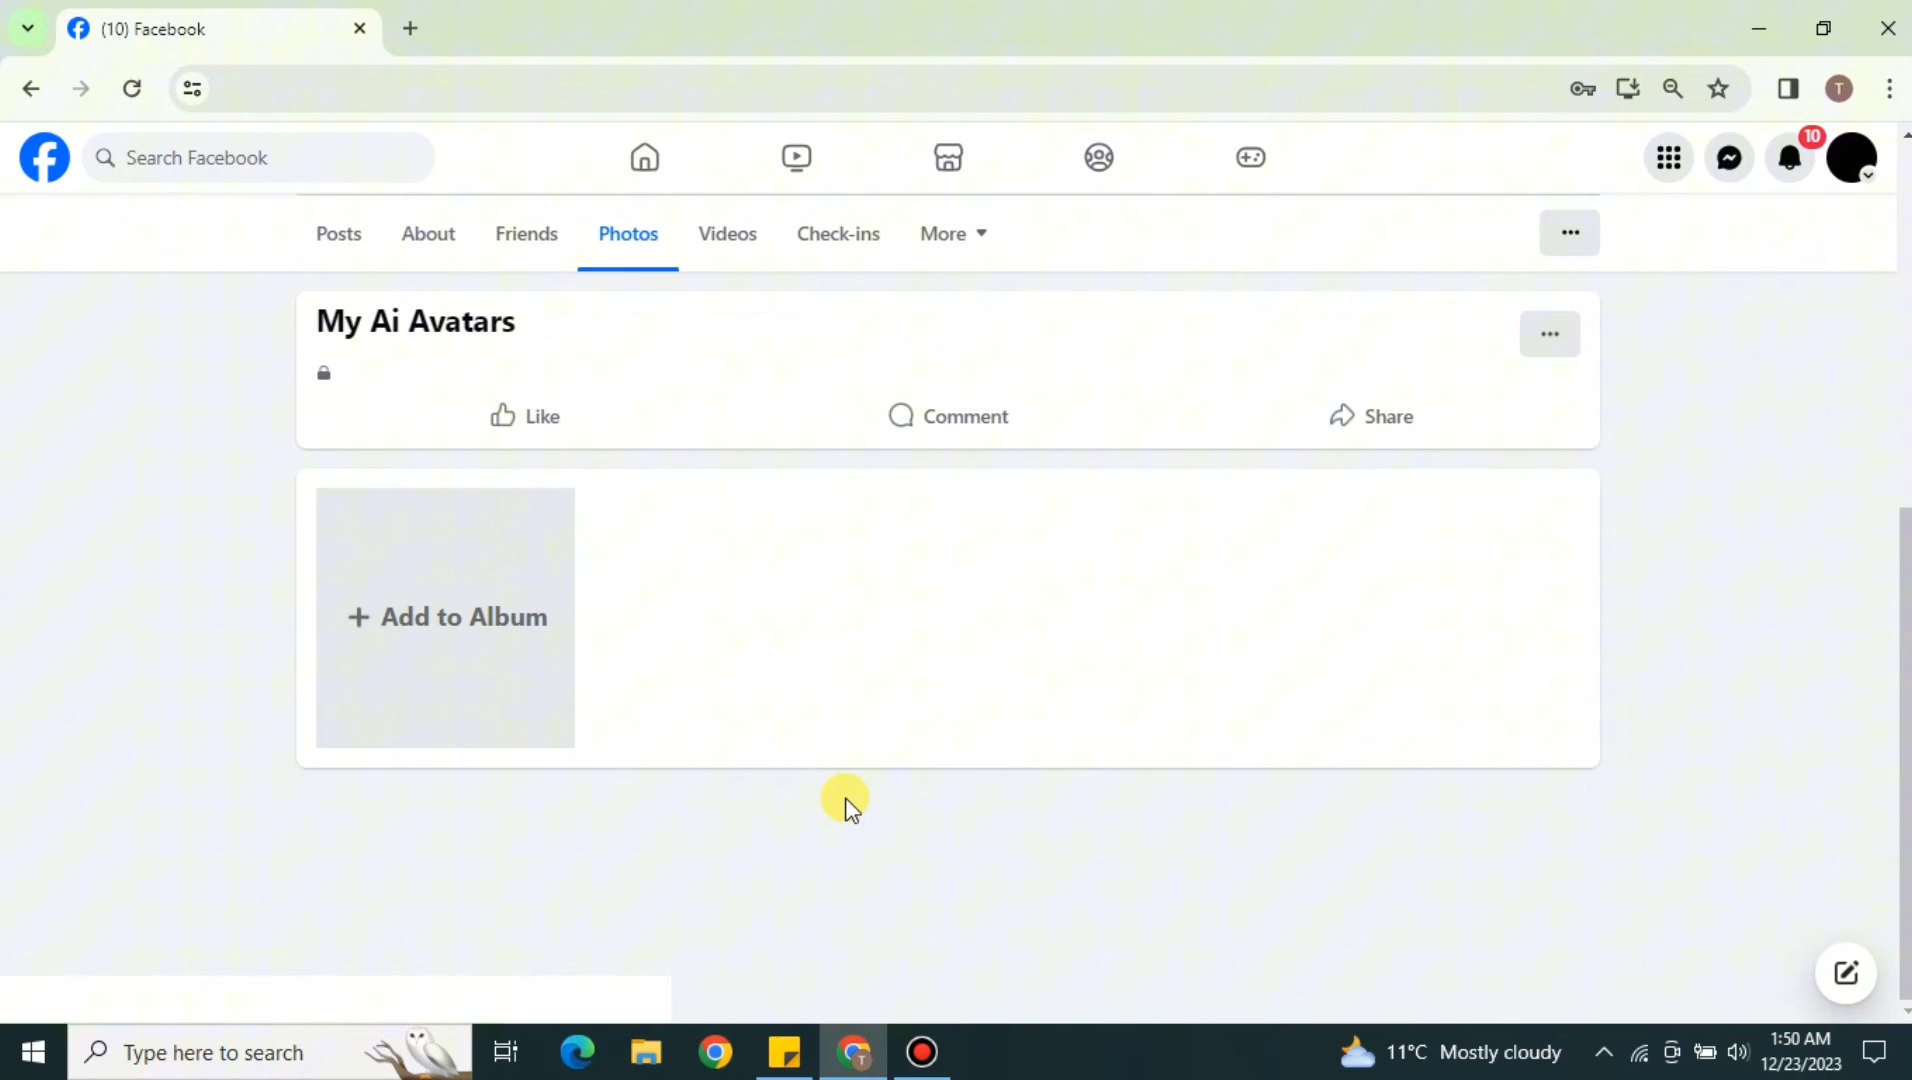 (10) Facebook
T
Search Facebook
10
Posts About Friends Photos Videos Check-ins More
My Ai Avatars
Like Comment Share
+ Add to Album
Type here to search
T
11°C Mostly cloudy
1:50 AM
12/23/2023